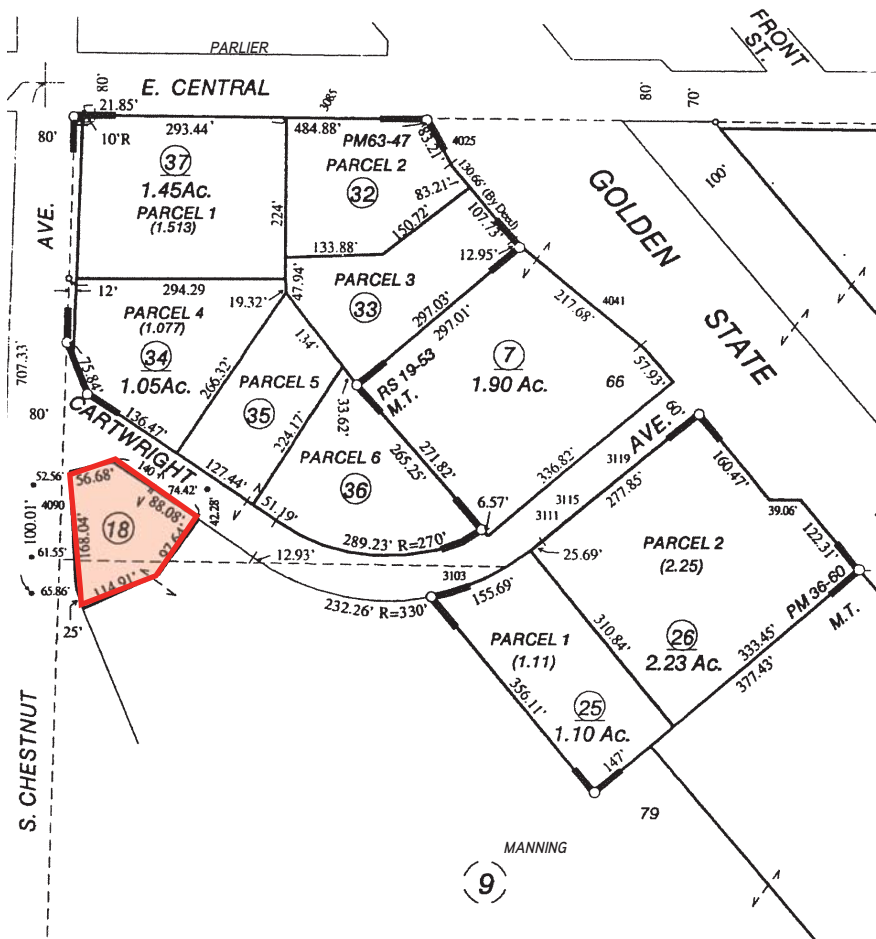 PARLIER
FRONT
ST.
E. CENTRAL
80'
21.85'
80'
10'R
293.44'
3085
484.88'
PM63-47
83.21'
4025
80'
70'
100'
37
1.45Ac.
PARCEL 1
(1.513)
PARCEL 2
32
130.66' (By Deed)
83.21'
107.73'
224'
150.72'
133.88'
12.95'
GOLDEN
STATE
AVE.
12'
294.29
19.32'
47.94'
PARCEL 3
33
297.03'
297.01'
217.68'
4041
PARCEL 4
(1.077)
34
1.05Ac.
707.33'
75.84'
80'
266.32'
134'
RS 19-53
M.T.
7
1.90 Ac.
57.93'
66
PARCEL 5
35
33.62'
CARTWRIGHT
136.47'
224.17'
271.82'
265.25'
336.82'
AVE.
60'
160.47'
PARCEL 6
36
127.44'
N
51.19'
6.57'
3119
277.85'
3115
3111
39.06'
122.31'
52.56'
56.68'
140
74.42'
88.08'
42.28'
4090
100.01'
168.04'
18
97.64'
61.55'
114.91'
65.86'
25'
289.23' R=270'
12.93'
3103
25.69'
232.26' R=330'
155.69'
PARCEL 2
(2.25)
PM 36-60
M.T.
310.84'
26
2.23 Ac.
333.45'
377.43'
PARCEL 1
(1.11)
356.11'
25
1.10 Ac.
147'
S. CHESTNUT
79
MANNING
9